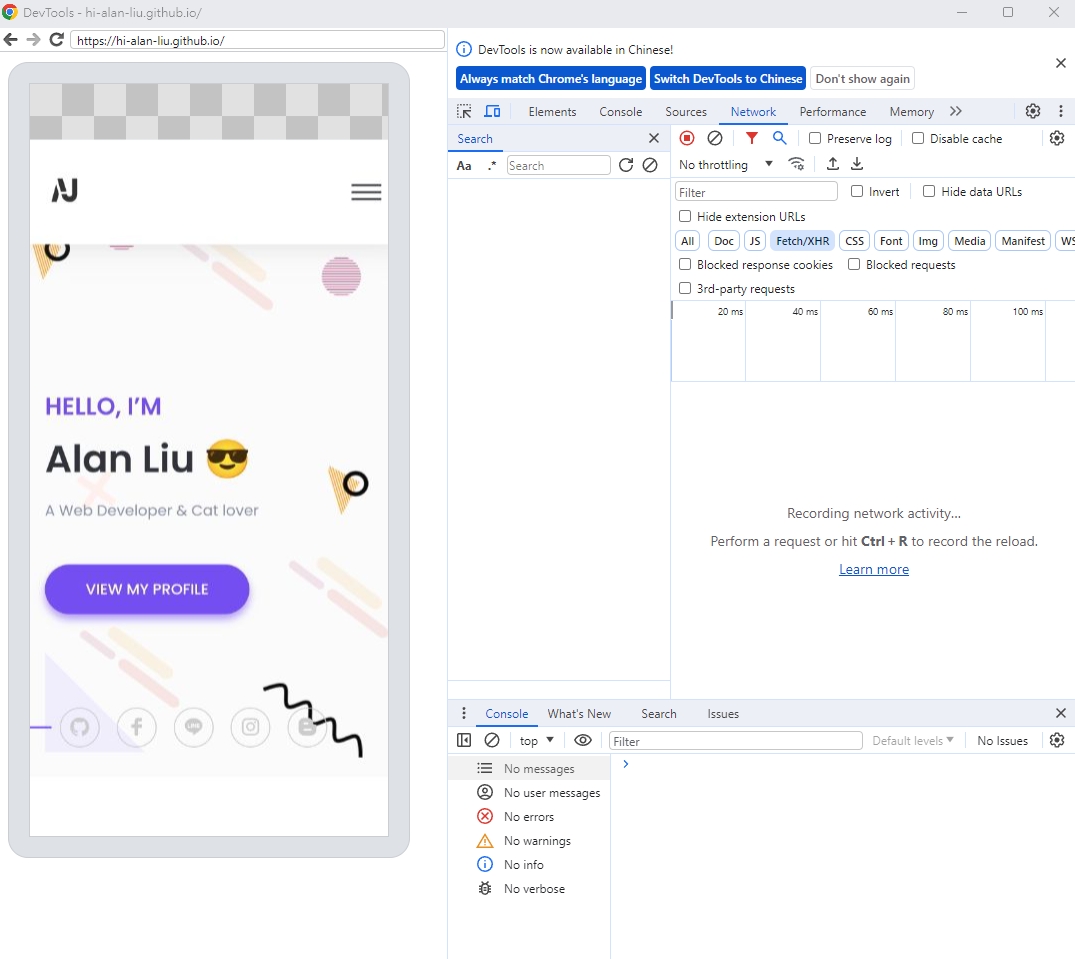 DevTools - hi-alan-liu.github.io/
https://hi-alan-liu.github.io/
HELLO, I'M
Alan Liu 😎
A Web Developer & Cat lover
VIEW MY PROFILE
DevTools is now available in Chinese!
Always match Chrome's language Switch DevTools to Chinese Don't show again
Elements Console Sources Network Performance Memory
Search
Aa .* Search
Preserve log Disable cache
No throttling
Filter Invert Hide data URLs
Hide extension URLs
All Doc JS Fetch/XHR CSS Font Img Media Manifest WS
Blocked response cookies Blocked requests
3rd-party requests
20 ms 40 ms 60 ms 80 ms 100 ms
Recording network activity…
Perform a request or hit Ctrl + R to record the reload.
Learn more
Console What's New Search Issues
top Filter Default levels No Issues
No messages
No user messages
No errors
No warnings
No info
No verbose